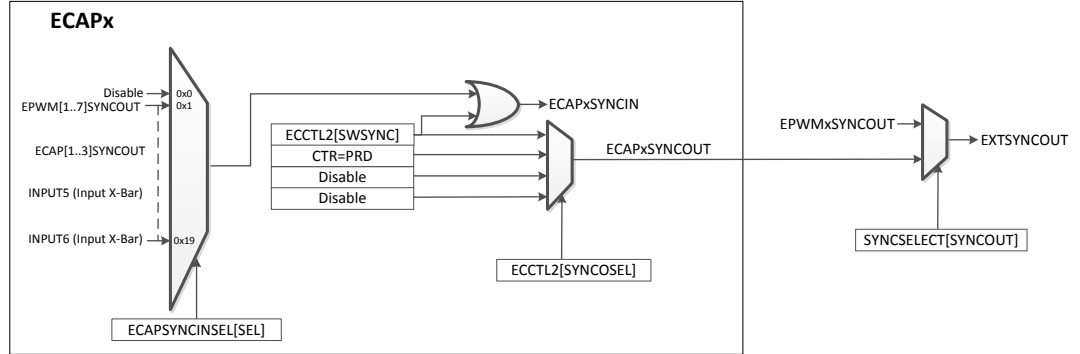 ECAPx
Disable
0x0
EPWM[1..7]SYNCOUT
0x1
ECAP[1..3]SYNCOUT
INPUT5 (Input X-Bar)
INPUT6 (Input X-Bar)
0x19
ECAPSYNCINSEL[SEL]
ECAPxSYNCIN
ECCTL2[SWSYNC]
CTR=PRD
Disable
Disable
ECCTL2[SYNCOSEL]
ECAPxSYNCOUT
EPWMxSYNCOUT
EXTSYNCOUT
SYNCSELECT[SYNCOUT]